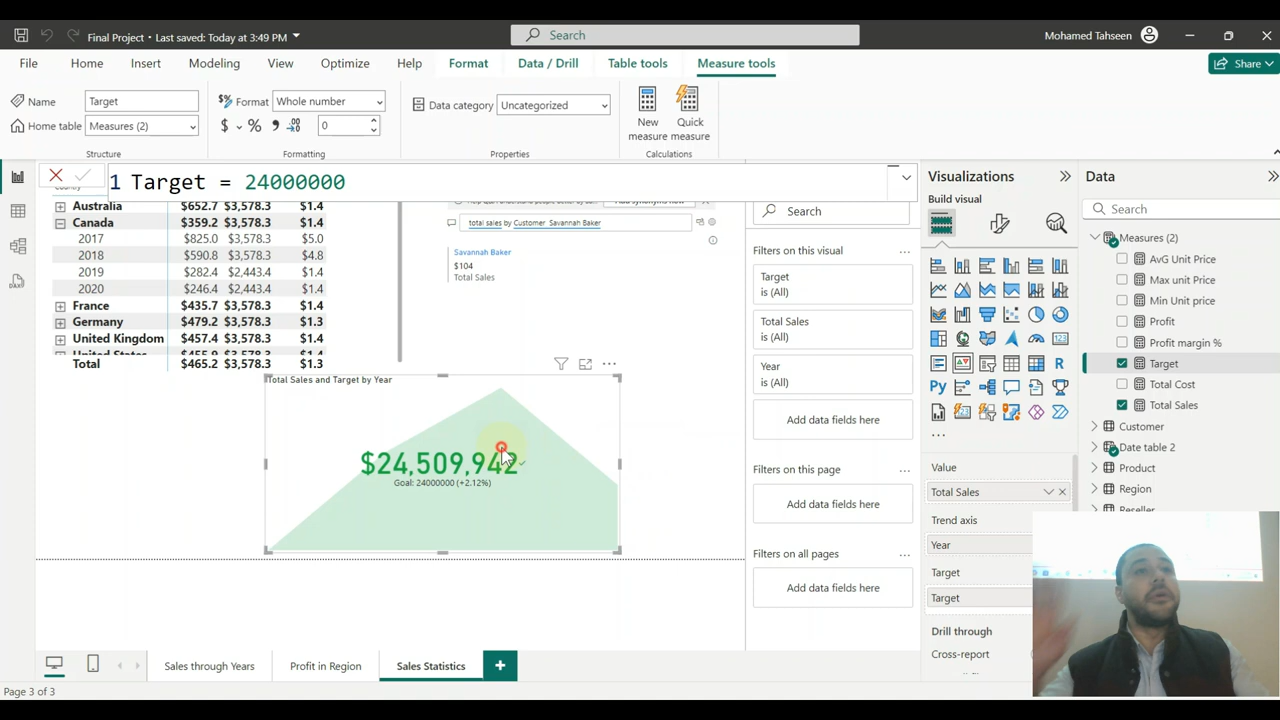 Final Project • Last saved: Today at 3:49 PM
Search
Mohamed Tahseen
File Home Insert Modeling View Optimize Help Format Data / Drill Table tools Measure tools
Share
Name Target
Home table Measures (2)
Structure
Format Whole number
$ % 0
Formatting
Data category Uncategorized
Properties
New measure
Quick measure
Calculations
1 Target = 24000000
Australia $652.7 $3,578.3 $1.4
Canada $359.2 $3,578.3 $1.4
2017 $825.0 $3,578.3 $5.0
2018 $590.8 $3,578.3 $4.8
2019 $282.4 $2,443.4 $1.4
2020 $246.4 $2,443.4 $1.4
France $435.7 $3,578.3 $1.4
Germany $479.2 $3,578.3 $1.3
United Kingdom $457.4 $3,578.3 $1.4
Total $465.2 $3,578.3 $1.3
total sales by Customer Savannah Baker
Savannah Baker
$104
Total Sales
Total Sales and Target by Year
$24,509,942
Goal: 24000000 (+2.12%)
Search
Filters on this visual
Target
is (All)
Total Sales
is (All)
Year
is (All)
Add data fields here
Filters on this page
Add data fields here
Filters on all pages
Add data fields here
Visualizations
Build visual
Value
Total Sales
Trend axis
Year
Target
Target
Drill through
Cross-report
Data
Search
Measures (2)
AvG Unit Price
Max unit Price
Min Unit price
Profit
Profit margin %
Target
Total Cost
Total Sales
Customer
Date table 2
Product
Region
Reseller
Sales through Years
Profit in Region
Sales Statistics
Page 3 of 3